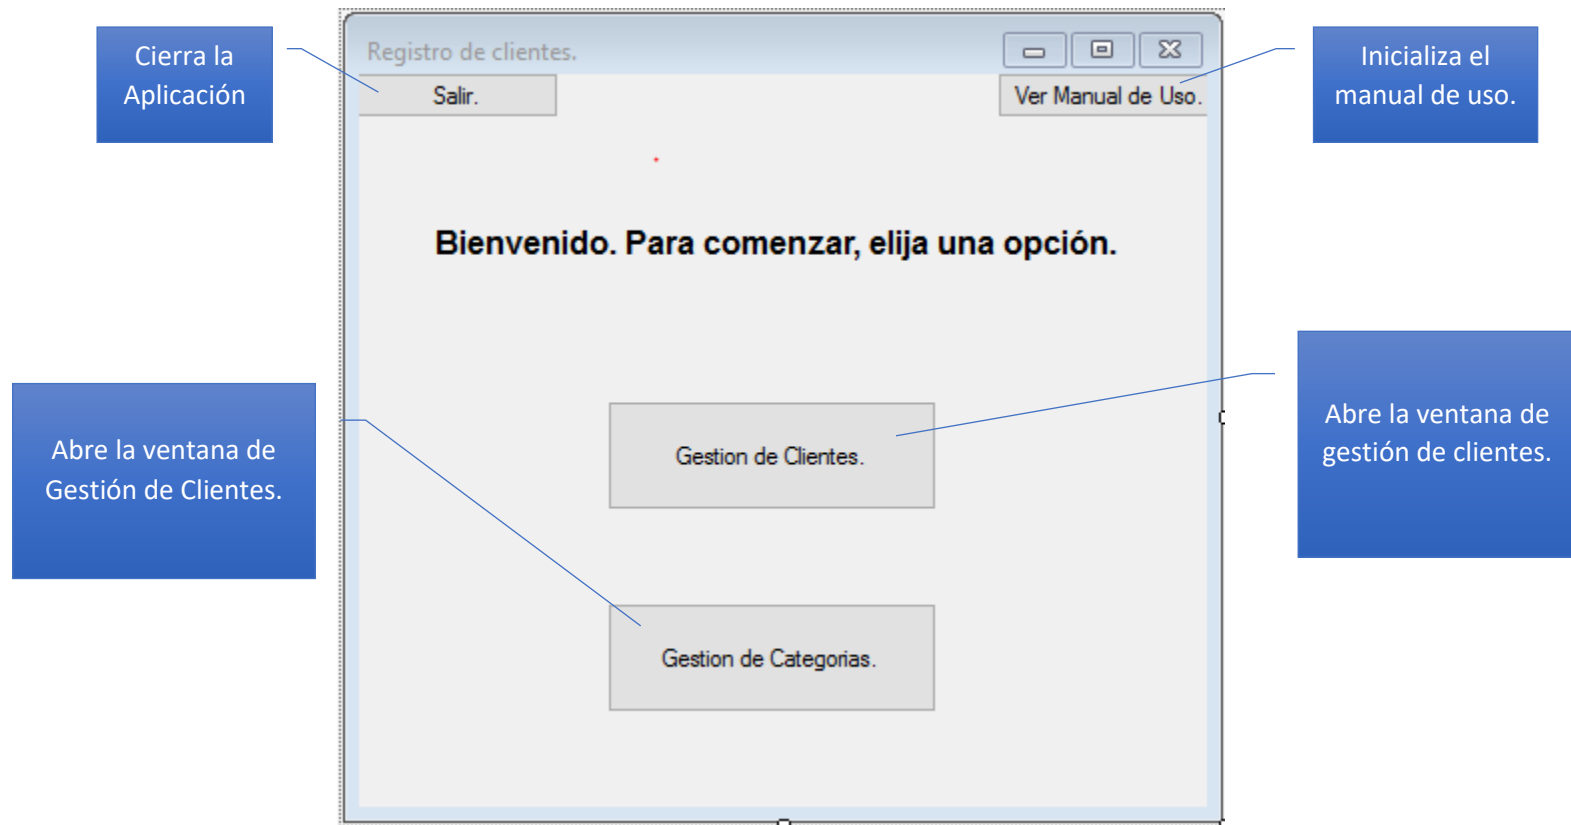 Cierra la
Aplicación
Registro de clientes.
Salir.
Ver Manual de Uso.
Inicializa el
manual de uso.
Bienvenido. Para comenzar, elija una opción.
Abre la ventana de
Gestión de Clientes.
Gestion de Clientes.
Abre la ventana de
gestión de clientes.
Gestion de Categorias.